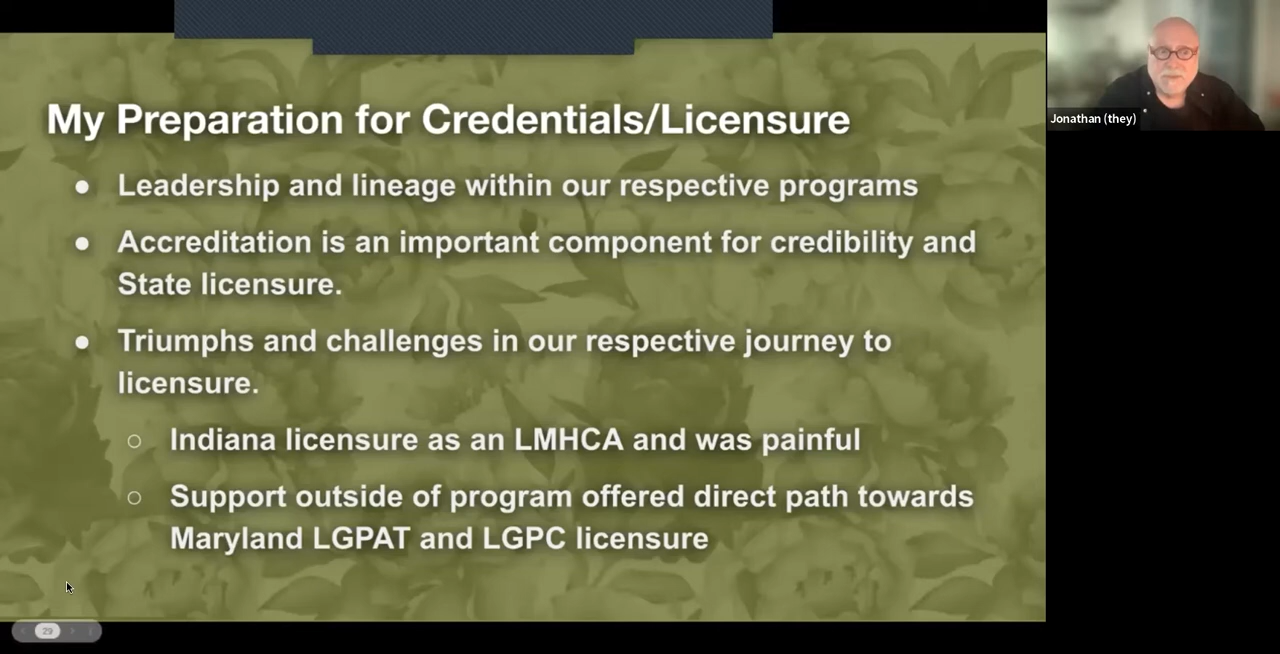 My Preparation for Credentials/Licensure
● Leadership and lineage within our respective programs
● Accreditation is an important component for credibility and
State licensure.
● Triumphs and challenges in our respective journey to
licensure.
○ Indiana licensure as an LMHCA and was painful
○ Support outside of program offered direct path towards
Maryland LGPAT and LGPC licensure
Jonathan (they)
29